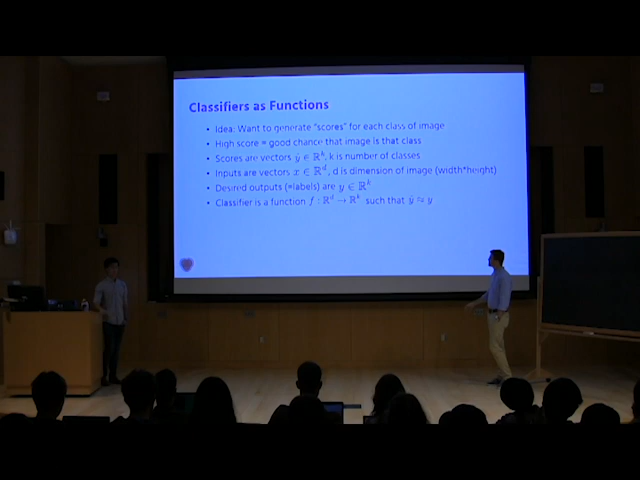 Classifiers as Functions
• Idea: Want to generate "scores" for each class of image
• High score = good chance that image is that class
• Scores are vectors ŷ ∈ ℝᵏ, k is number of classes
• Inputs are vectors x ∈ ℝᵈ, d is dimension of image (width*height)
• Desired outputs (=labels) are y ∈ ℝᵏ
• Classifier is a function f : ℝᵈ → ℝᵏ such that ŷ ≈ y